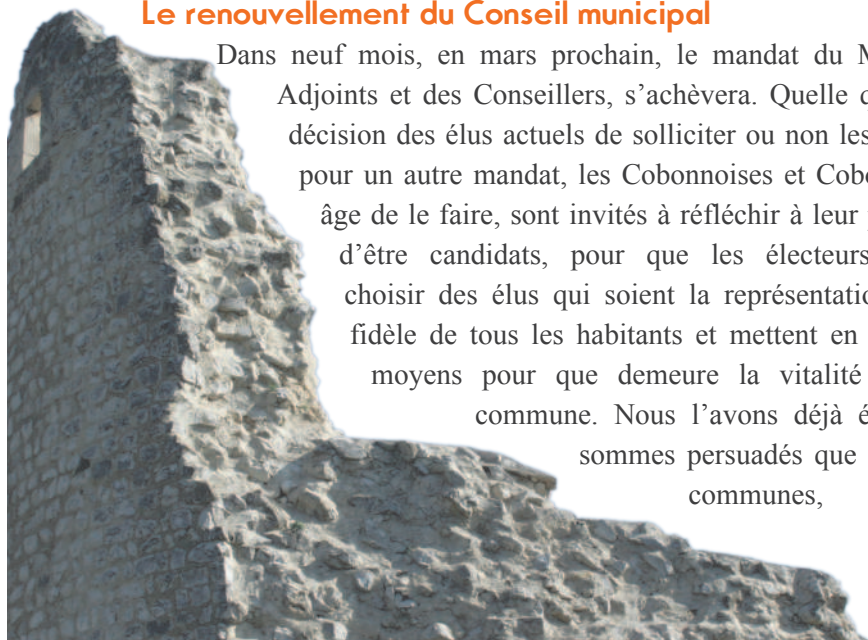 Le renouvellement du Conseil municipal
Dans neuf mois, en mars prochain, le mandat du
Adjoints et des Conseillers, s’achèvera. Quelle
décision des élus actuels de solliciter ou non les
pour un autre mandat, les Cobonnoises et
âge de le faire, sont invités à réfléchir à leur
d’être candidats, pour que les électeurs
choisir des élus qui soient la
fidèle de tous les habitants et mettent en
moyens pour que demeure la vitalité
commune. Nous l’avons déjà
sommes persuadés que
communes,